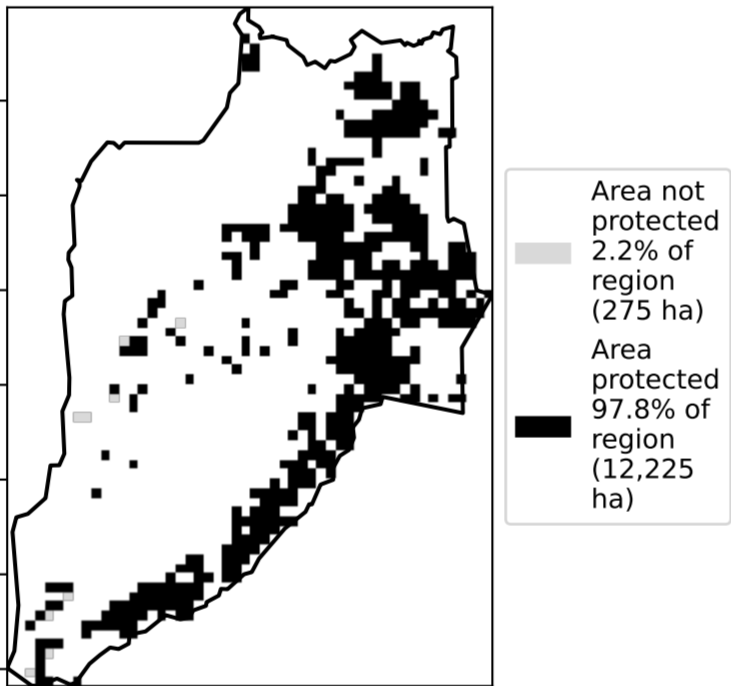 Area not
protected
2.2% of
region
(275 ha)
Area
protected
97.8% of
region
(12,225
ha)